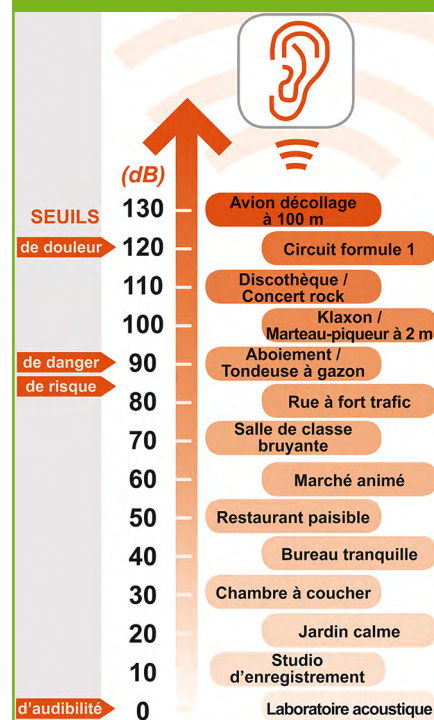 (dB)
SEUILS
130
Avion décollage
à 100 m
de douleur
120
Circuit formule 1
110
Discothèque /
Concert rock
100
Klaxon /
Marteau-piqueur à 2 m
de danger
90
Aboiement /
Tondeuse à gazon
de risque
80
Rue à fort trafic
70
Salle de classe
bruyante
60
Marché animé
50
Restaurant paisible
40
Bureau tranquille
30
Chambre à coucher
20
Jardin calme
10
Studio
d'enregistrement
d'audibilité
0
Laboratoire acoustique